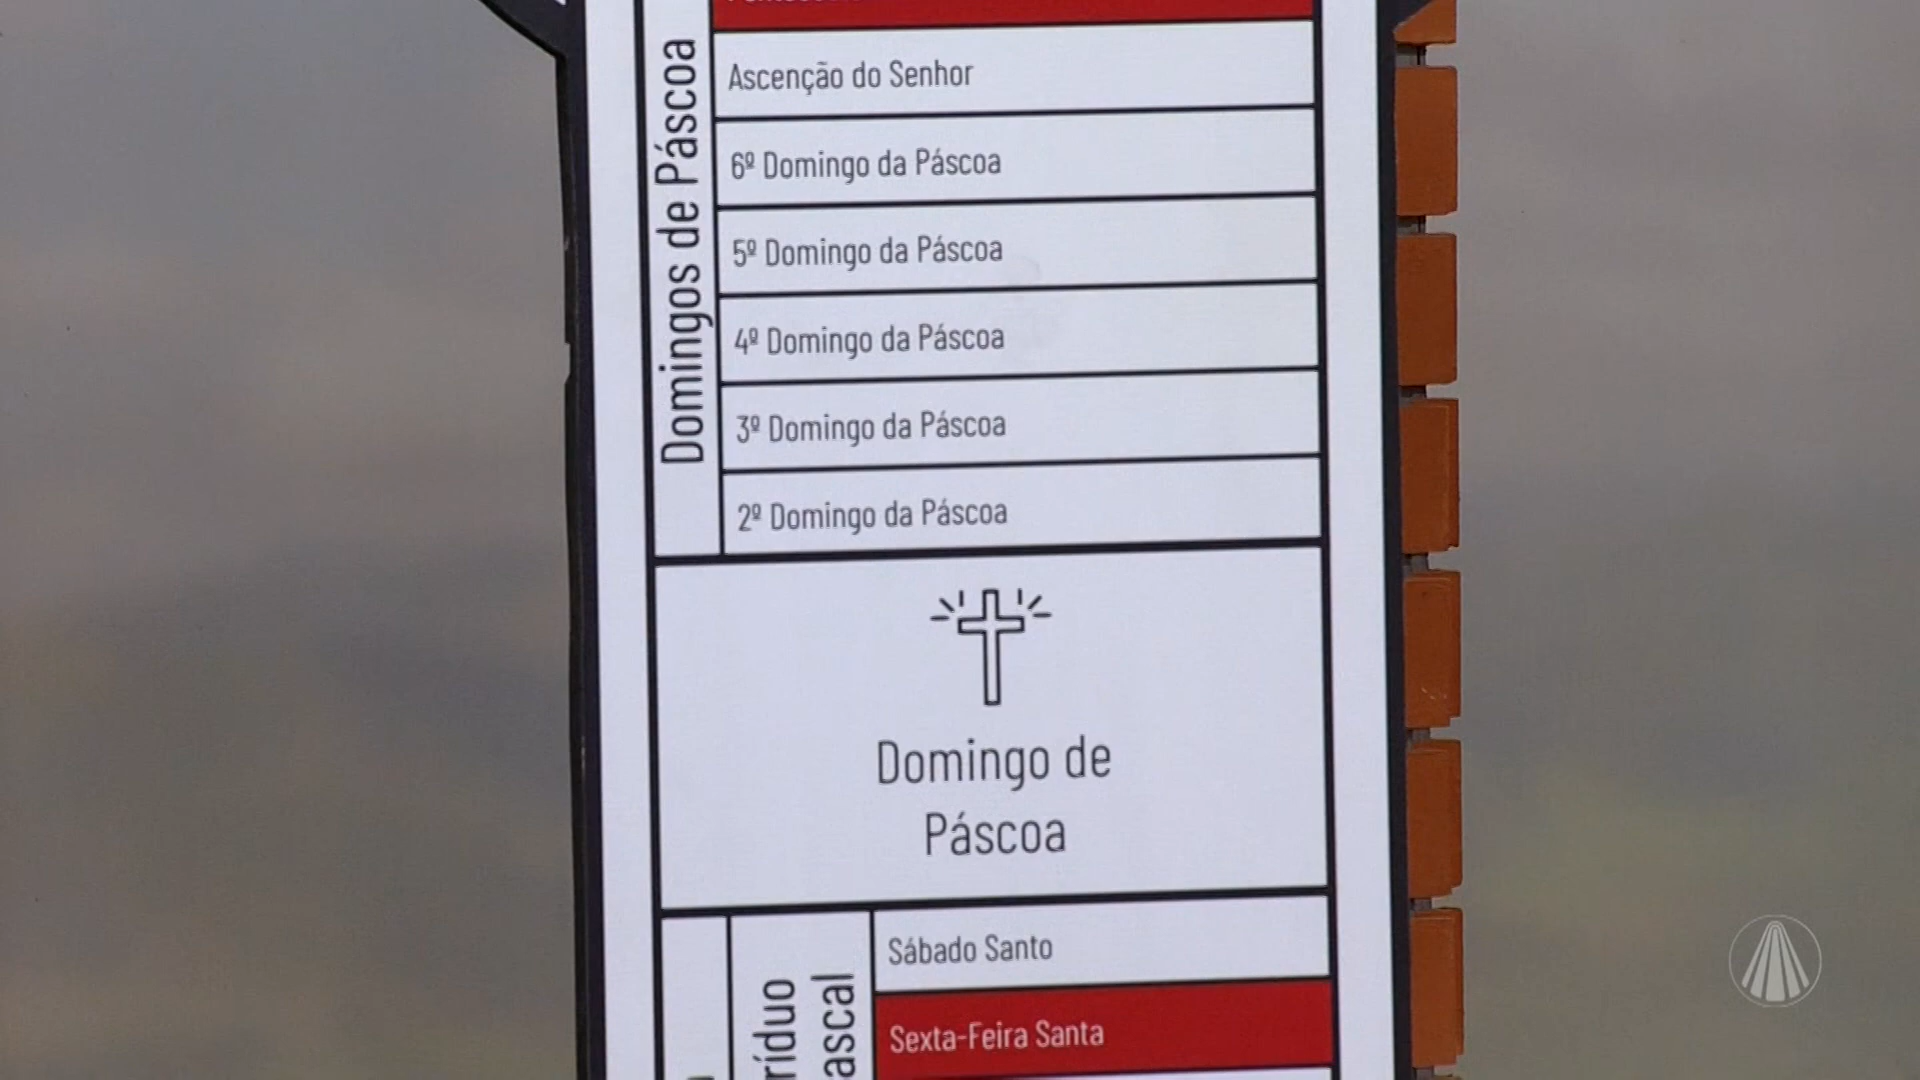 Domingos de Páscoa
Ascenção do Senhor
6º Domingo da Páscoa
5º Domingo da Páscoa
4º Domingo da Páscoa
3º Domingo da Páscoa
2º Domingo da Páscoa
Domingo de
Páscoa
Sábado Santo
Sexta-Feira Santa